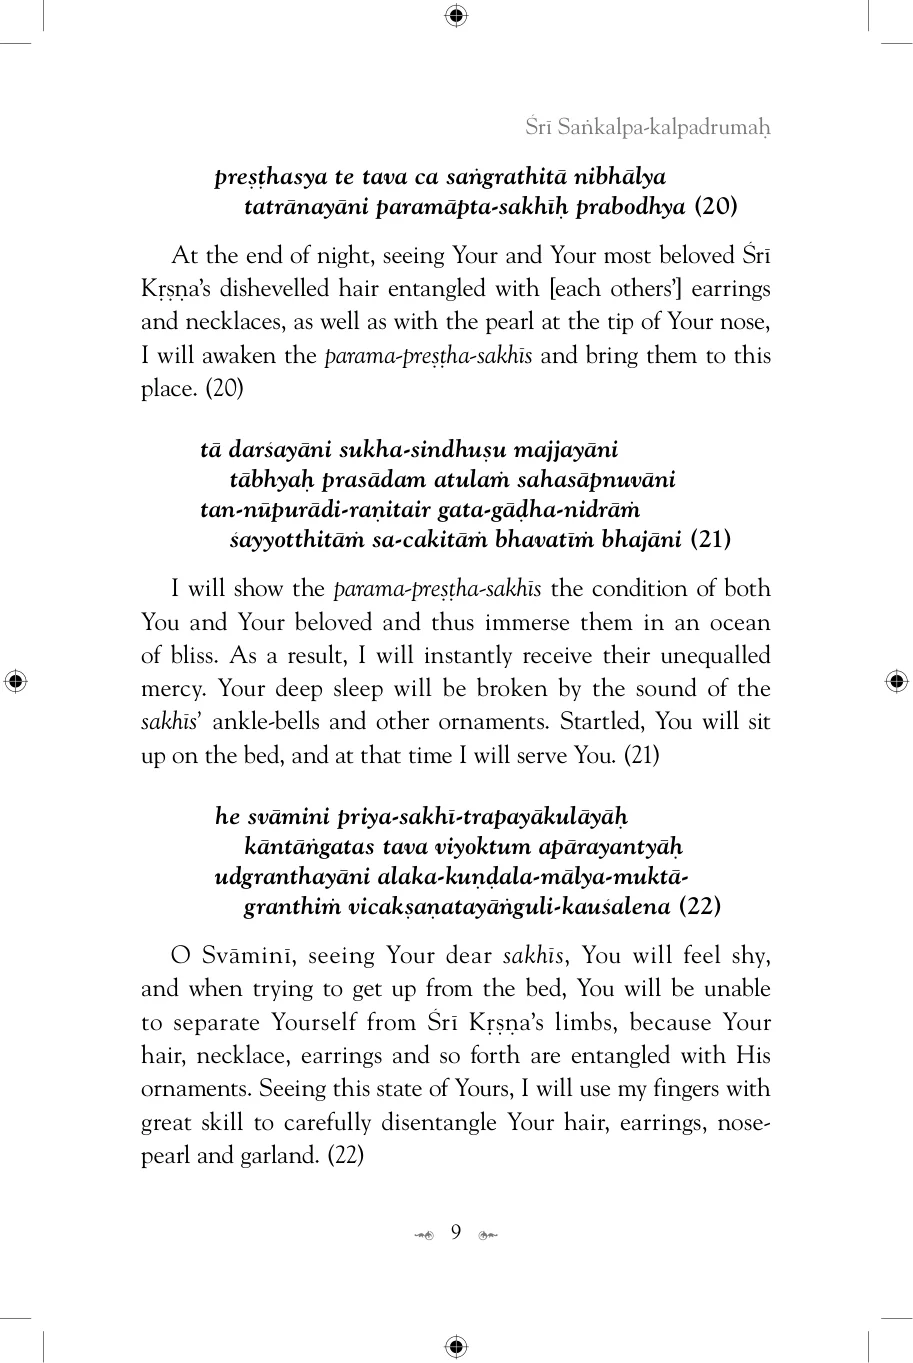 Śrī Saṅkalpa-kalpadrumaḥ
preṣṭhasya te tava ca saṅgrathitā nibhālya
tatrānayāni paramāpta-sakhīḥ prabodhya (20)
At the end of night, seeing Your and Your most beloved Śrī
Kṛṣṇa’s dishevelled hair entangled with [each others’] earrings
and necklaces, as well as with the pearl at the tip of Your nose,
I will awaken the parama-preṣṭha-sakhīs and bring them to this
place. (20)
tā darśayāni sukha-sindhuṣu majjayāni
tābhyaḥ prasādam atulaṁ sahasāpnuvāni
tan-nūpurādi-raṇitair gata-gāḍha-nidrāṁ
śayyotthitāṁ sa-cakitāṁ bhavatīṁ bhajāni (21)
I will show the parama-preṣṭha-sakhīs the condition of both
You and Your beloved and thus immerse them in an ocean
of bliss. As a result, I will instantly receive their unequalled
mercy. Your deep sleep will be broken by the sound of the
sakhīs’ ankle-bells and other ornaments. Startled, You will sit
up on the bed, and at that time I will serve You. (21)
he svāmini priya-sakhī-trapayākulāyāḥ
kāntāṅgatas tava viyoktum apārayantyāḥ
udgranthayāni alaka-kuṇḍala-mālya-muktā-
granthiṁ vicakṣaṇatayāṅguli-kauśalena (22)
O Svāminī, seeing Your dear sakhīs, You will feel shy,
and when trying to get up from the bed, You will be unable
to separate Yourself from Śrī Kṛṣṇa’s limbs, because Your
hair, necklace, earrings and so forth are entangled with His
ornaments. Seeing this state of Yours, I will use my fingers with
great skill to carefully disentangle Your hair, earrings, nose-
pearl and garland. (22)
9